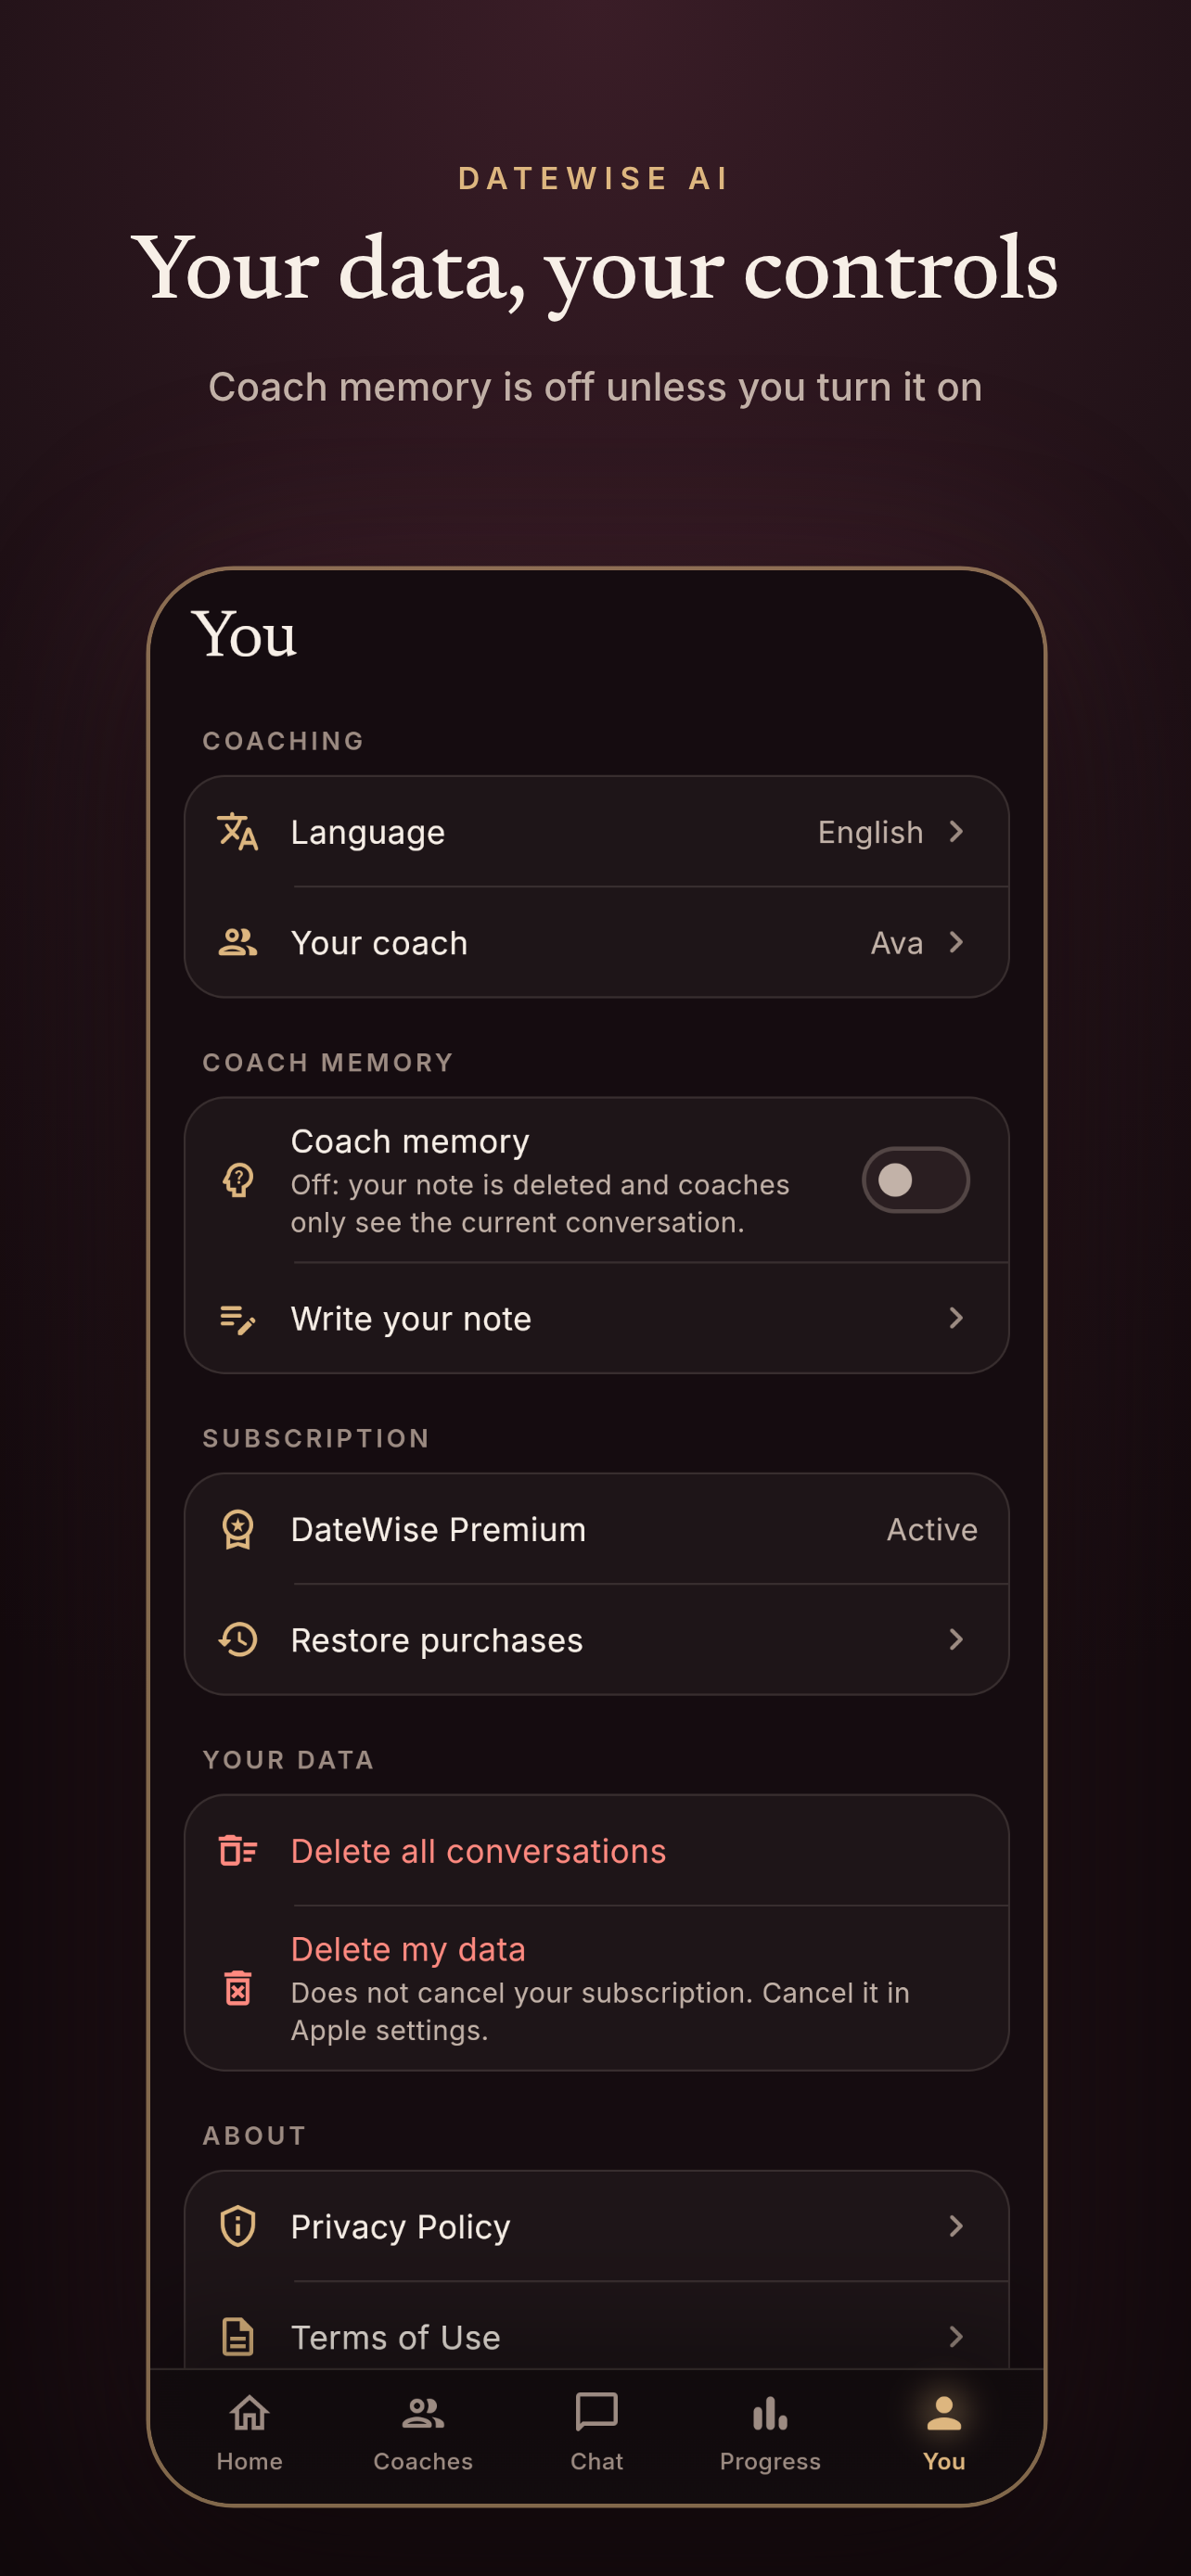 DATEWISE AI
Your data, your controls
Coach memory is off unless you turn it on
You
COACHING
Language English
Your coach Ava
COACH MEMORY
Coach memory
Off: your note is deleted and coaches
only see the current conversation.
Write your note
SUBSCRIPTION
DateWise Premium Active
Restore purchases
YOUR DATA
Delete all conversations
Delete my data
Does not cancel your subscription. Cancel it in
Apple settings.
ABOUT
Privacy Policy
Terms of Use
Home Coaches Chat Progress You